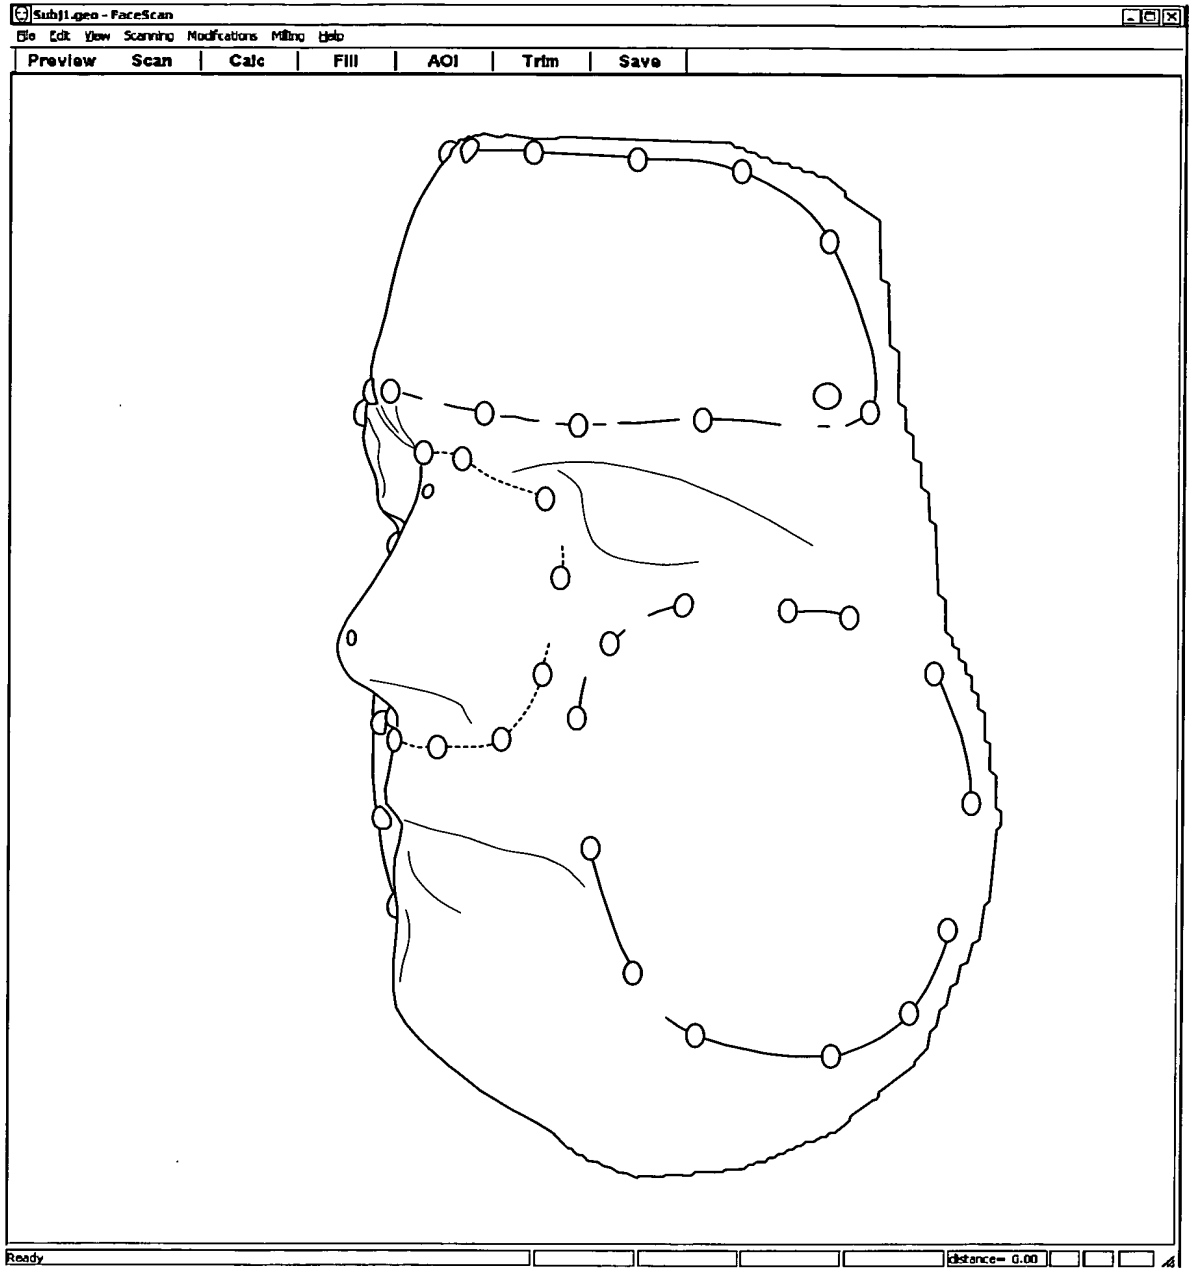 Subj1.geo - FaceScan
File Edit View Scanning Modifications Milling Help
Preview Scan Calc Fill AOI Trim Save
Ready distance= 0.00